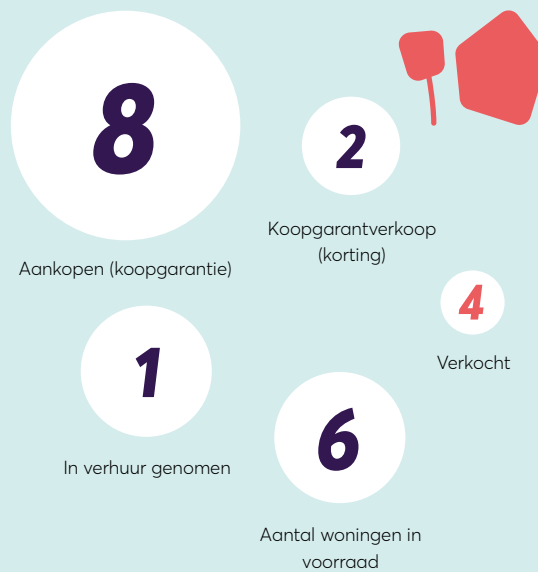 8
Aankopen (koopgarantie)
2
Koopgarantverkoop
(korting)
4
Verkocht
1
In verhuur genomen
6
Aantal woningen in
voorraad